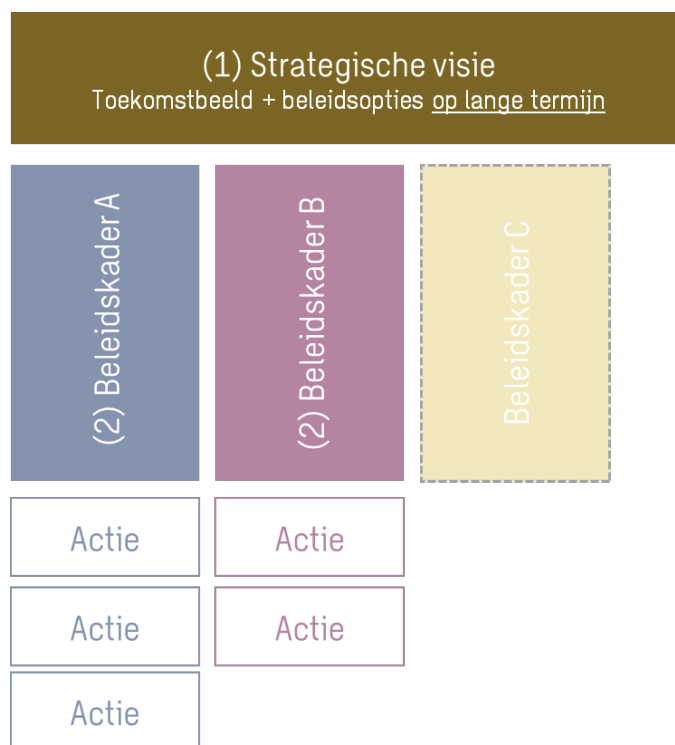 (1) Strategische visie
Toekomstbeeld + beleidsopties op lange termijn
(2) Beleidskader A
(2) Beleidskader B
Beleidskader C
Actie
Actie
Actie
Actie
Actie